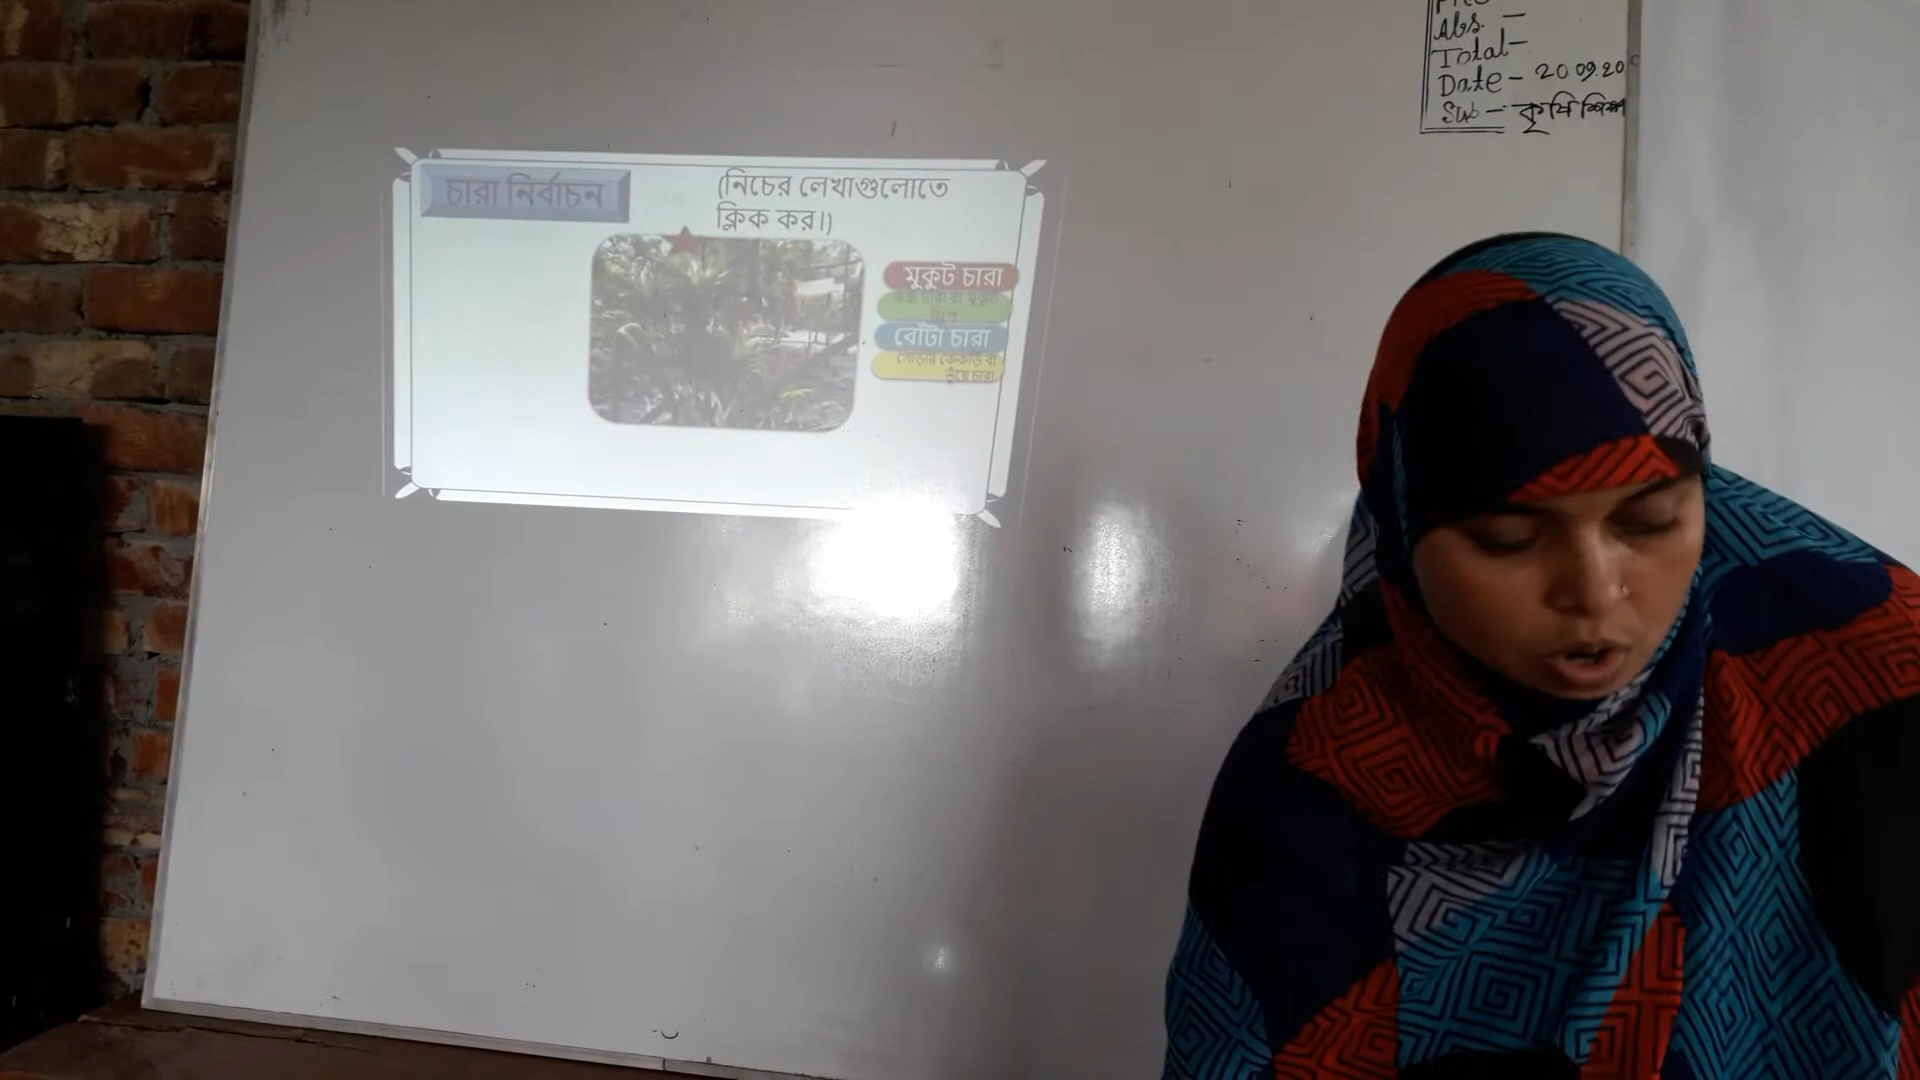 Abs. —
Total —
Date – 20.09.20
Sub – কৃষি শিক্ষা
চারা নির্বাচন
(নিচের লেখাগুলোতে
ক্লিক কর।)
মুকুট চারা
বোঁটা চারা
চারা